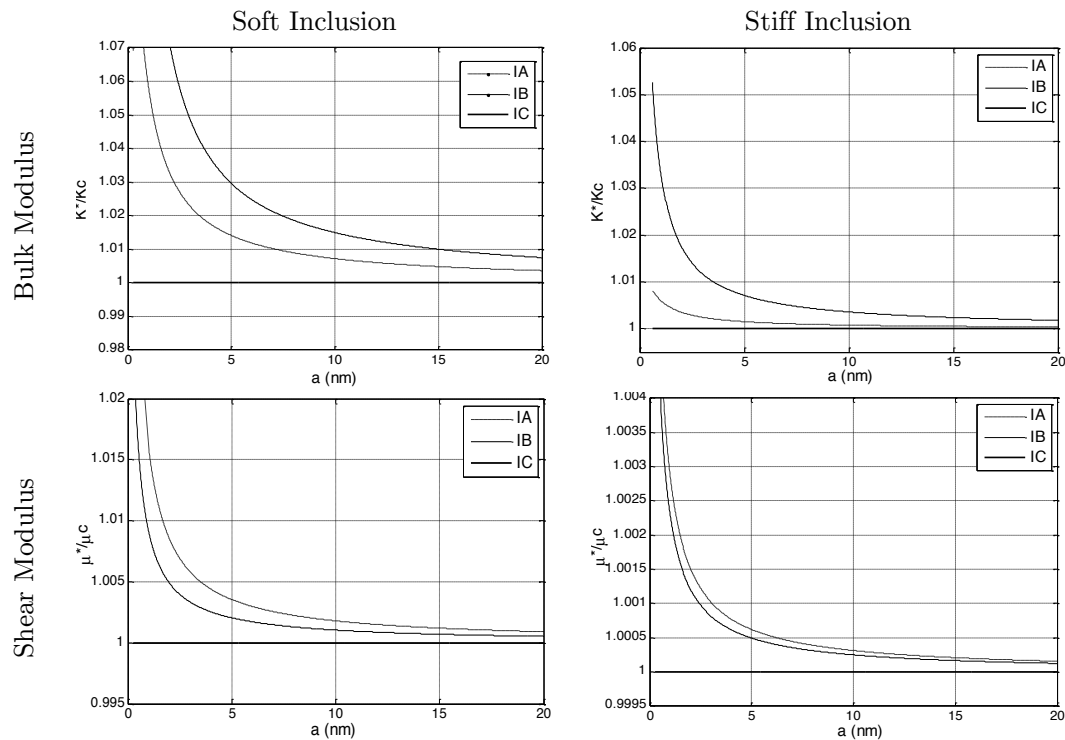 Soft Inclusion
Stiff Inclusion
Bulk Modulus
K*/Kc
1.07
1.06
1.05
1.04
1.03
1.02
1.01
1
0.99
0.98
0
5
10
15
20
a (nm)
IA
IB
IC
K*/Kc
1.06
1.05
1.04
1.03
1.02
1.01
1
0
5
10
15
20
a (nm)
IA
IB
IC
Shear Modulus
μ*/μc
1.02
1.015
1.01
1.005
1
0.995
0
5
10
15
20
a (nm)
IA
IB
IC
μ*/μc
1.004
1.0035
1.003
1.0025
1.002
1.0015
1.001
1.0005
1
0.9995
0
5
10
15
20
a (nm)
IA
IB
IC